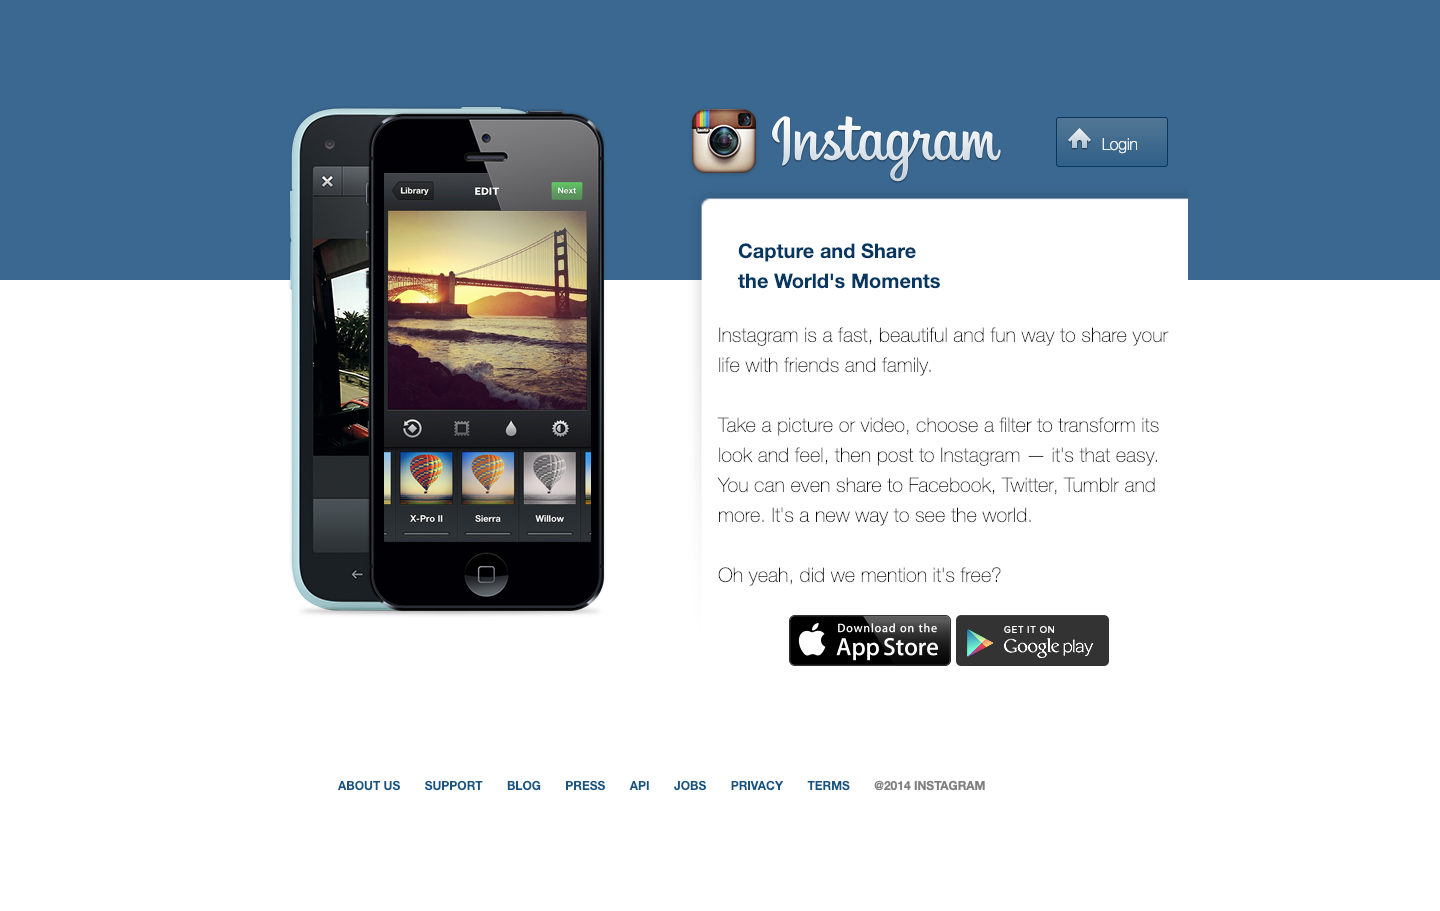 Instagram
Login
Library
EDIT
Next
X-Pro II
Sierra
Willow
Capture and Share
the World's Moments
Instagram is a fast, beautiful and fun way to share your
life with friends and family.
Take a picture or video, choose a filter to transform its
look and feel, then post to Instagram — it's that easy.
You can even share to Facebook, Twitter, Tumblr and
more. It's a new way to see the world.
Oh yeah, did we mention it's free?
Download on the
App Store
GET IT ON
Google play
ABOUT US SUPPORT BLOG PRESS API JOBS PRIVACY TERMS @2014 INSTAGRAM